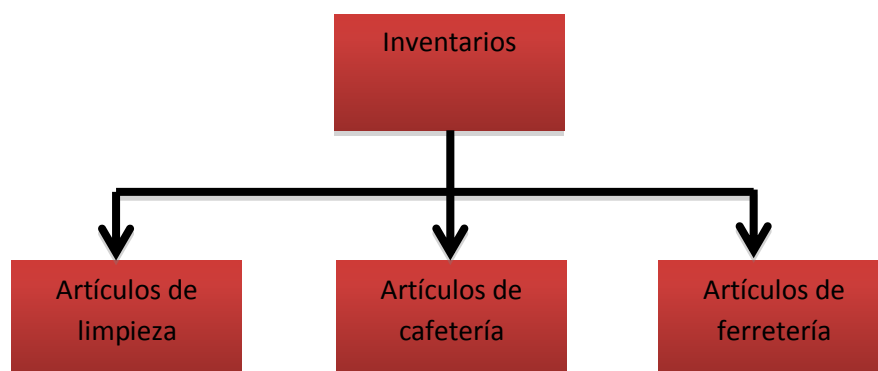 Inventarios
Artículos de
limpieza
Artículos de
cafetería
Artículos de
ferretería